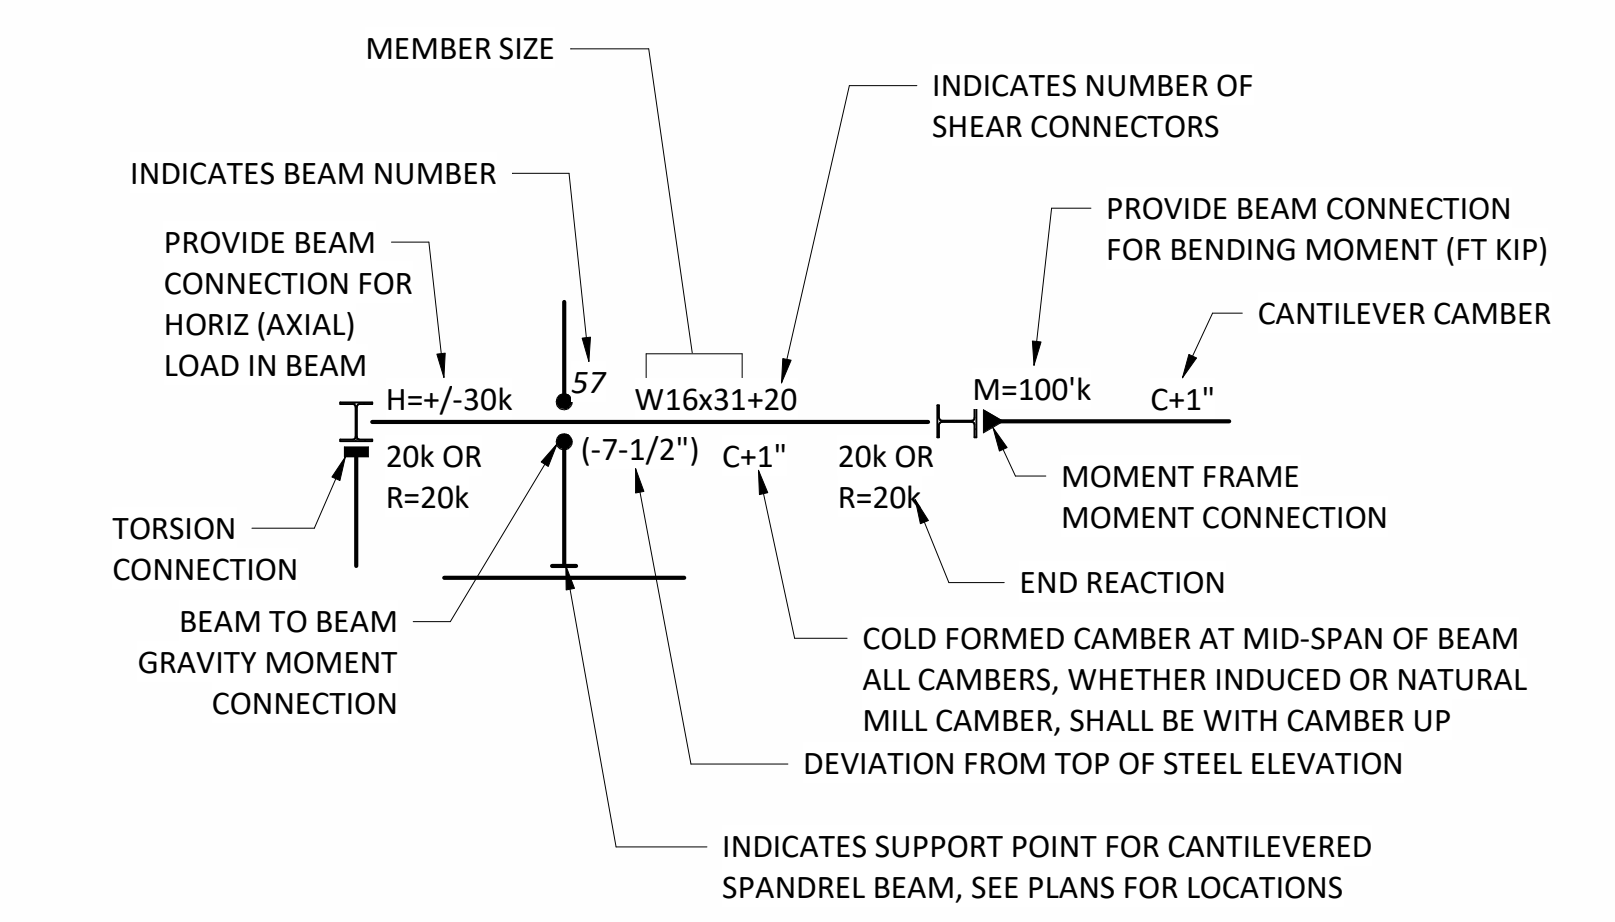 MEMBER SIZE
INDICATES NUMBER OF
SHEAR CONNECTORS
INDICATES BEAM NUMBER
PROVIDE BEAM CONNECTION
FOR BENDING MOMENT (FT KIP)
PROVIDE BEAM
CONNECTION FOR
HORIZ (AXIAL)
LOAD IN BEAM
CANTILEVER CAMBER
H=+/-30k
57
W16x31+20
M=100'k
C+1"
20k OR
R=20k
(-7-1/2")
C+1"
20k OR
R=20k
MOMENT FRAME
MOMENT CONNECTION
TORSION
CONNECTION
END REACTION
BEAM TO BEAM
GRAVITY MOMENT
CONNECTION
COLD FORMED CAMBER AT MID-SPAN OF BEAM
ALL CAMBERS, WHETHER INDUCED OR NATURAL
MILL CAMBER, SHALL BE WITH CAMBER UP
DEVIATION FROM TOP OF STEEL ELEVATION
INDICATES SUPPORT POINT FOR CANTILEVERED
SPANDREL BEAM, SEE PLANS FOR LOCATIONS